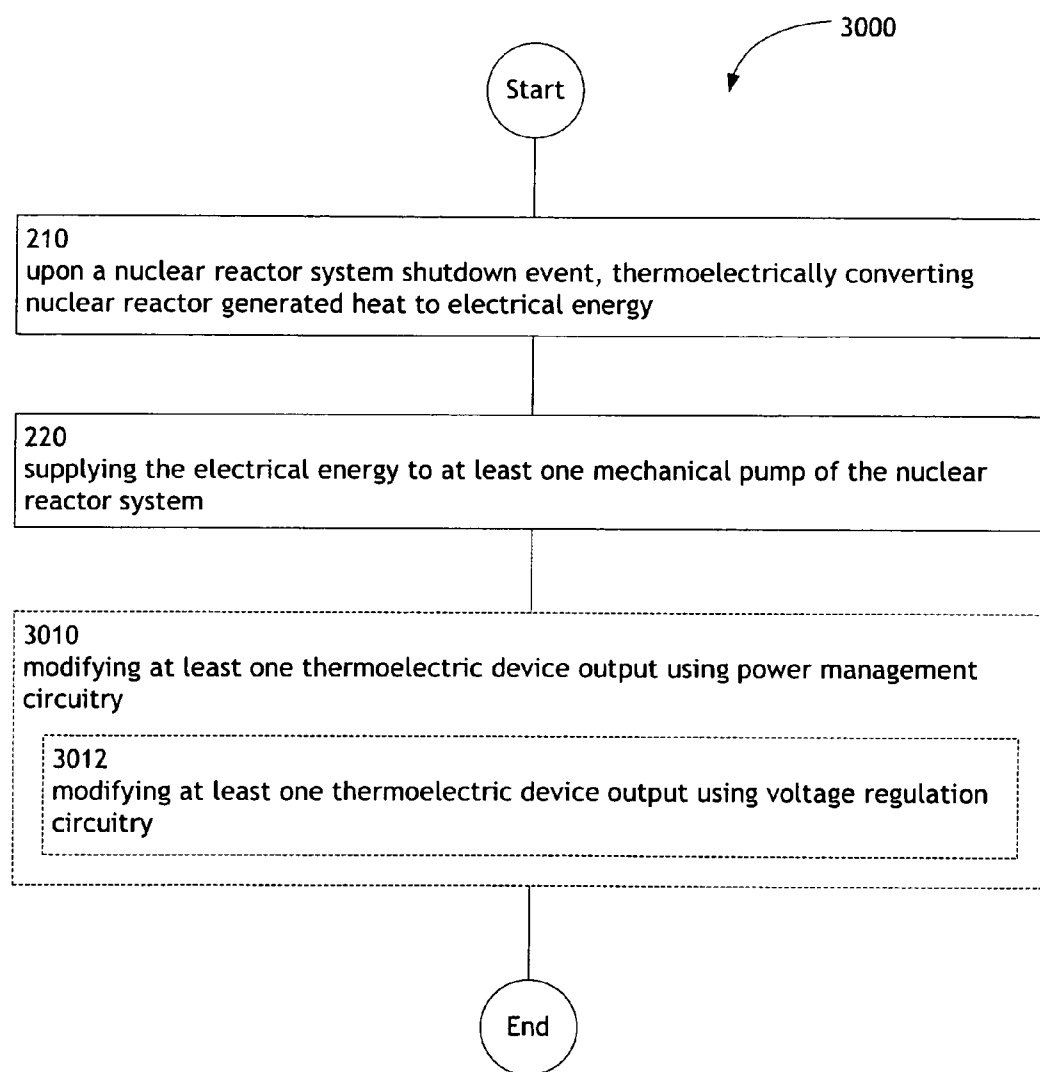 3000
Start
210
upon a nuclear reactor system shutdown event, thermoelectrically converting
nuclear reactor generated heat to electrical energy
220
supplying the electrical energy to at least one mechanical pump of the nuclear
reactor system
3010
modifying at least one thermoelectric device output using power management
circuitry
3012
modifying at least one thermoelectric device output using voltage regulation
circuitry
End